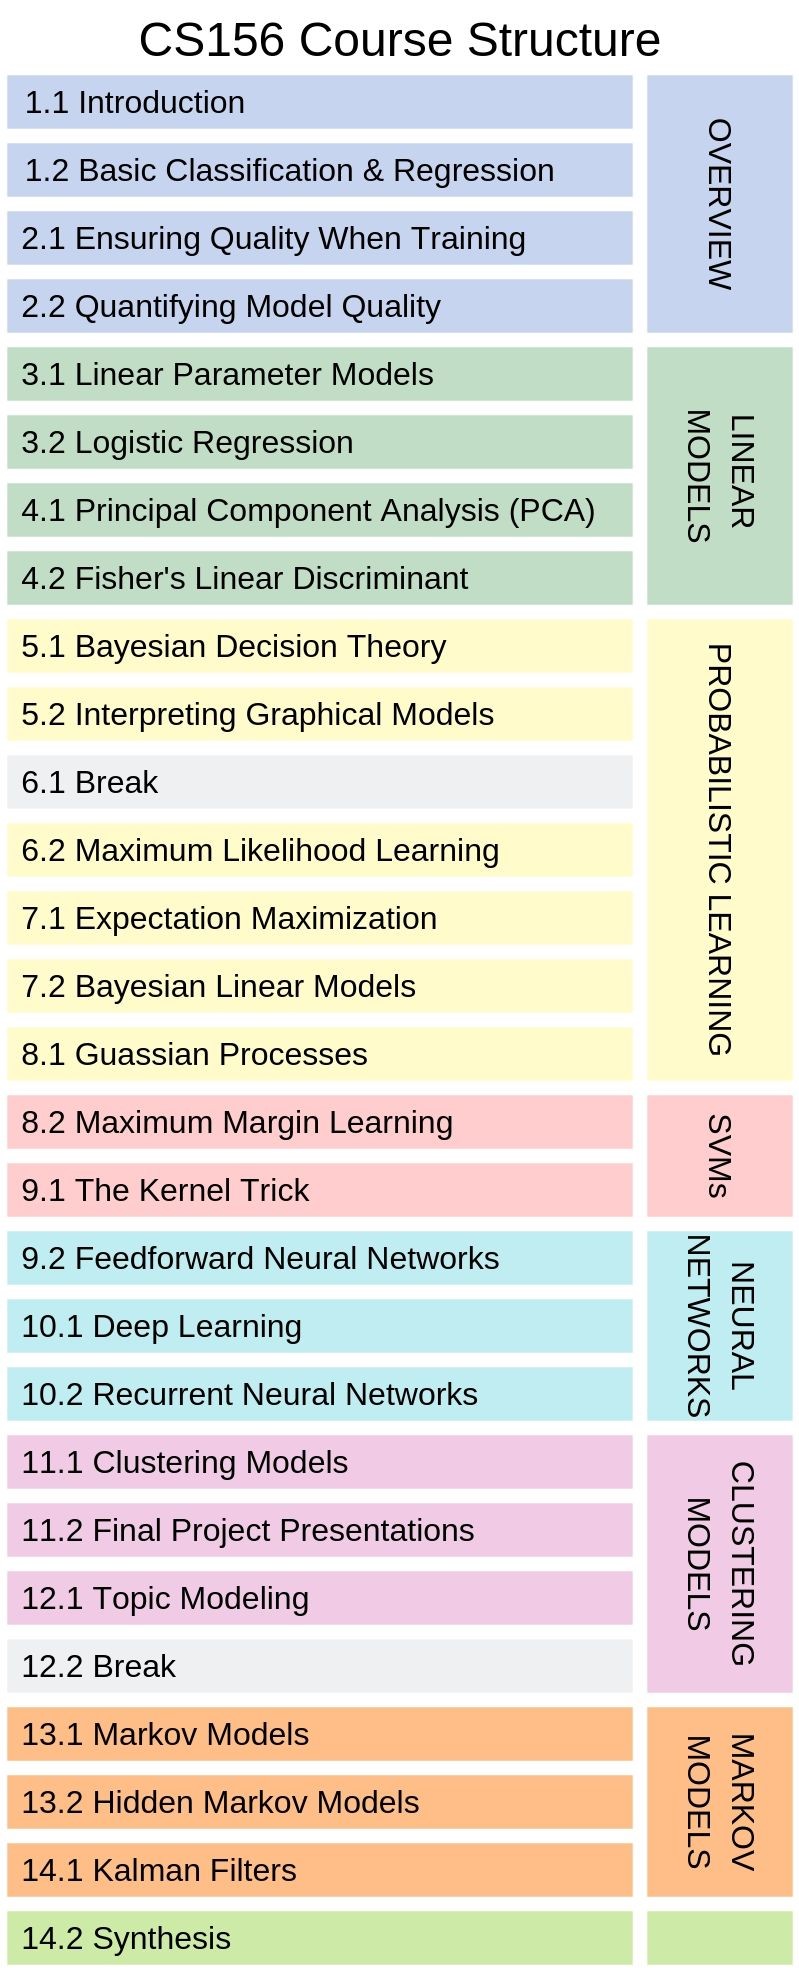 CS156 Course Structure
1.1 Introduction
1.2 Basic Classification & Regression
2.1 Ensuring Quality When Training
2.2 Quantifying Model Quality
OVERVIEW
3.1 Linear Parameter Models
3.2 Logistic Regression
4.1 Principal Component Analysis (PCA)
4.2 Fisher's Linear Discriminant
LINEAR
MODELS
5.1 Bayesian Decision Theory
5.2 Interpreting Graphical Models
6.1 Break
6.2 Maximum Likelihood Learning
7.1 Expectation Maximization
7.2 Bayesian Linear Models
8.1 Guassian Processes
PROBABILISTIC LEARNING
8.2 Maximum Margin Learning
9.1 The Kernel Trick
SVMs
9.2 Feedforward Neural Networks
10.1 Deep Learning
10.2 Recurrent Neural Networks
NEURAL
NETWORKS
11.1 Clustering Models
11.2 Final Project Presentations
12.1 Topic Modeling
12.2 Break
CLUSTERING
MODELS
13.1 Markov Models
13.2 Hidden Markov Models
14.1 Kalman Filters
MARKOV
MODELS
14.2 Synthesis